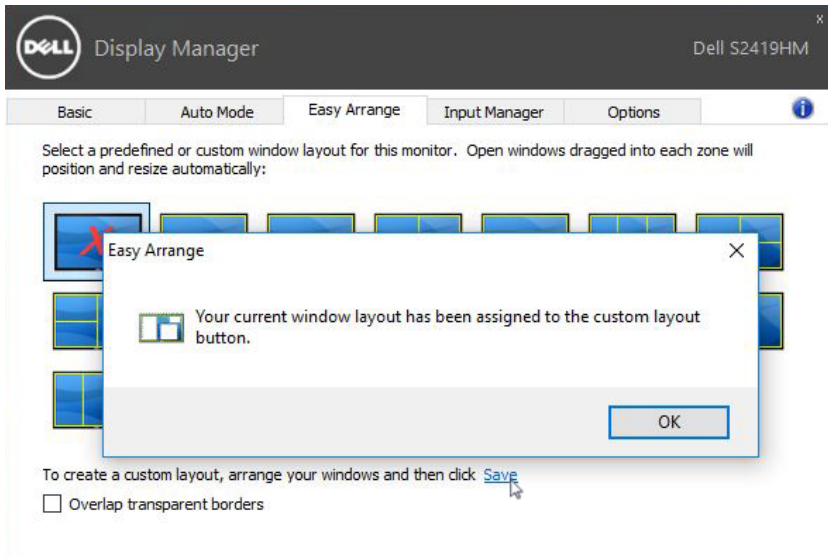 x
DELL
Display Manager
Dell S2419HM
Basic
Auto Mode
Easy Arrange
Input Manager
Options
i
Select a predefined or custom window layout for this monitor. Open windows dragged into each zone will
position and resize automatically:
Easy Arrange
Your current window layout has been assigned to the custom layout
button.
OK
To create a custom layout, arrange your windows and then click Save
Overlap transparent borders